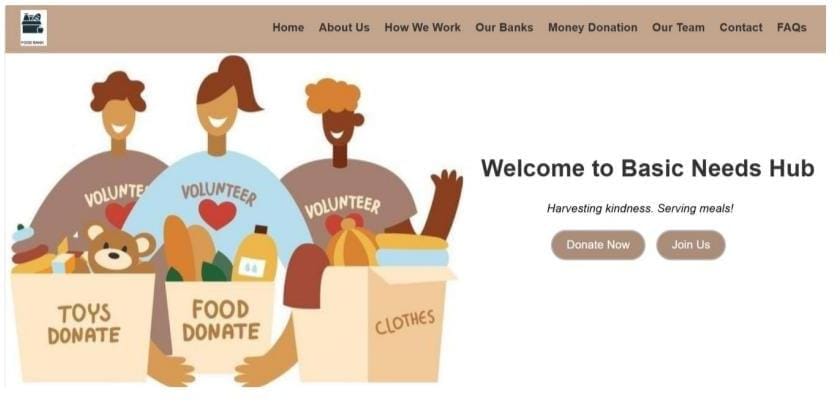 FOOD BANK
Home About Us How We Work Our Banks Money Donation Our Team Contact FAQs
VOLUNTEE
VOLUNTEER
VOLUNTEER
Welcome to Basic Needs Hub
Harvesting kindness. Serving meals!
Donate Now Join Us
TOYS
DONATE
FOOD
DONATE
CLOTHES